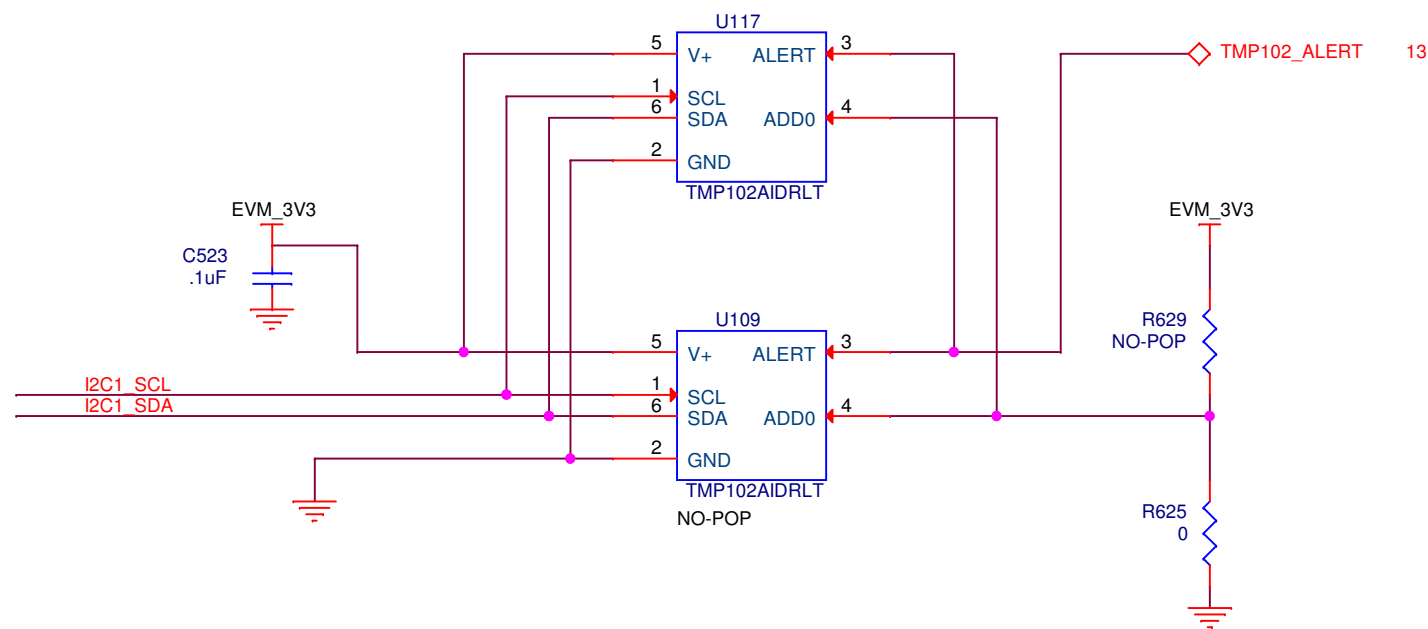 U117
5 V+ ALERT 3
1 SCL
6 SDA ADD0 4
2 GND
TMP102AIDRLT
TMP102_ALERT 13
EVM_3V3
C523
.1uF
EVM_3V3
R629
NO-POP
U109
5 V+ ALERT 3
I2C1_SCL 1 SCL
I2C1_SDA 6 SDA ADD0 4
2 GND
TMP102AIDRLT
NO-POP
R625
0